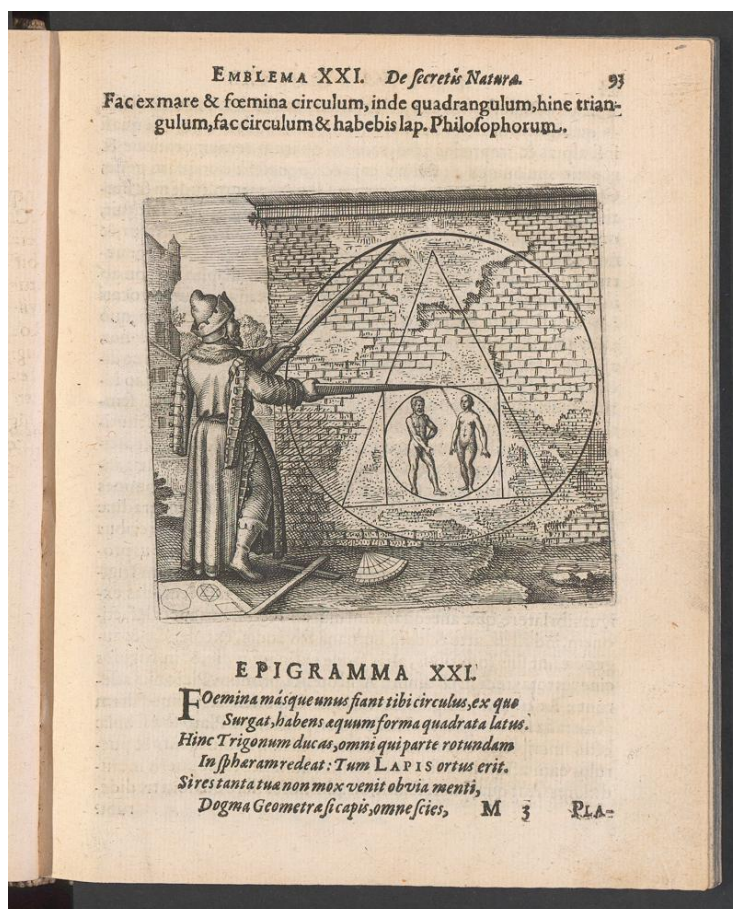 EMBLEMA XXI. De secretis Naturæ. 93
Fac ex mare & fœmina circulum, inde quadrangulum, hinc trian-
gulum, fac circulum & habebis lap. Philosophorum.
EPIGRAMMA XXI.
FOemina másque unus fiant tibi circulus, ex quo
Surgat, habens æquum forma quadrata latus.
Hinc Trigonum ducas, omni qui parte rotundam
In sphæram redeat: Tum LAPIS ortus erit.
Si res tanta tuæ non mox venit obvia menti,
Dogma Geometræ si capis, omne scies,
M 3 PLA-